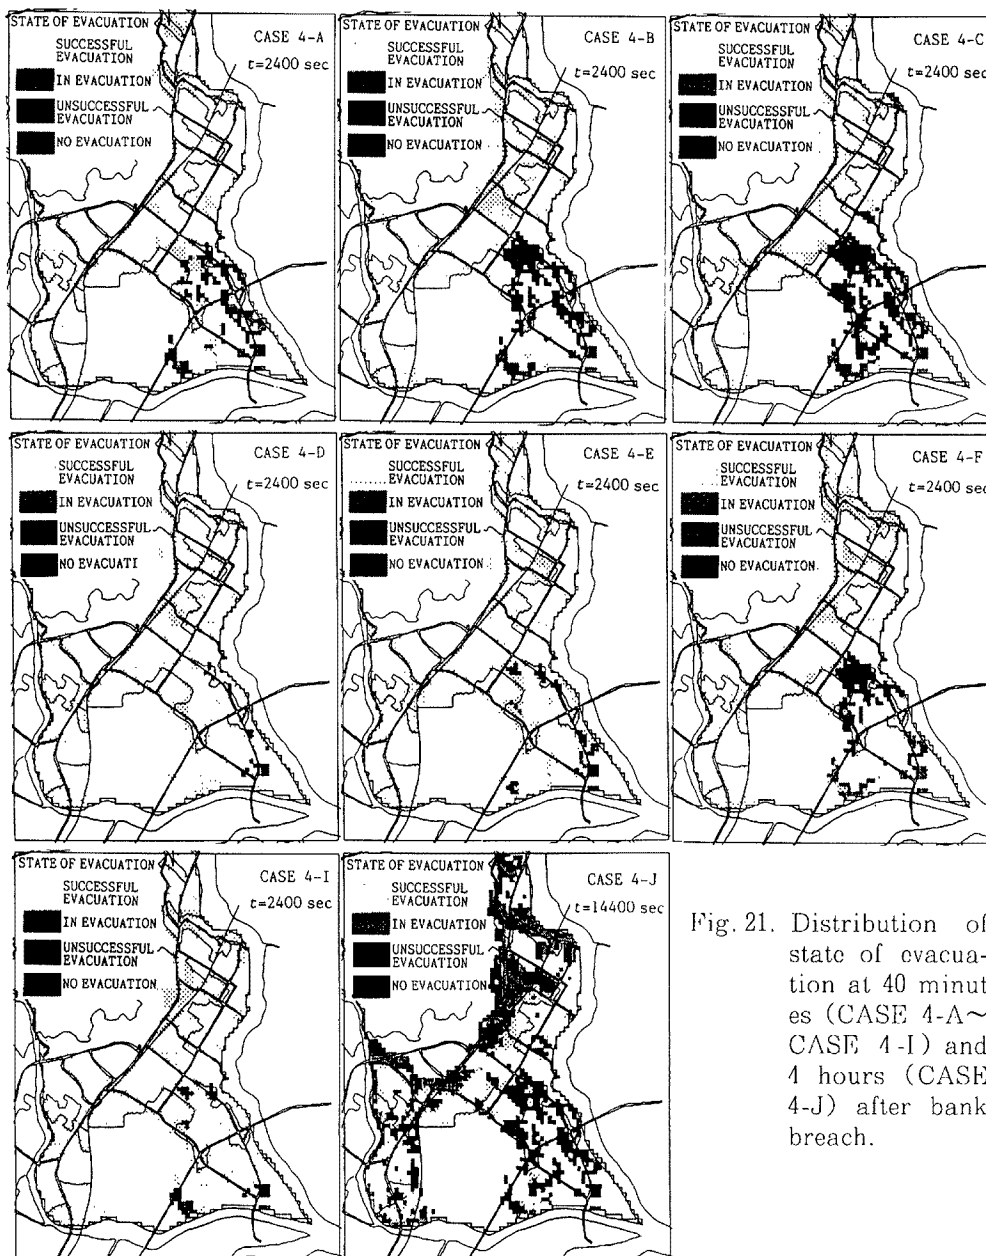 STATE OF EVACUATION
CASE 4-A
SUCCESSFUL
EVACUATION
t=2400 sec
IN EVACUATION
UNSUCCESSFUL
EVACUATION
NO EVACUATION
STATE OF EVACUATION
CASE 4-B
SUCCESSFUL
EVACUATION
t=2400 sec
IN EVACUATION
UNSUCCESSFUL
EVACUATION
NO EVACUATION
STATE OF EVACUATION
CASE 4-C
SUCCESSFUL
EVACUATION
t=2400 sec
IN EVACUATION
UNSUCCESSFUL
EVACUATION
NO EVACUATION
STATE OF EVACUATION
CASE 4-D
SUCCESSFUL
EVACUATION
t=2400 sec
IN EVACUATION
UNSUCCESSFUL
EVACUATION
NO EVACUATI
STATE OF EVACUATION
CASE 4-E
SUCCESSFUL
EVACUATION
t=2400 sec
IN EVACUATION
UNSUCCESSFUL
EVACUATION
NO EVACUATION
STATE OF EVACUATION
CASE 4-F
SUCCESSFUL
EVACUATION
t=2400 sec
IN EVACUATION
UNSUCCESSFUL
EVACUATION
NO EVACUATION
STATE OF EVACUATION
CASE 4-I
SUCCESSFUL
EVACUATION
t=2400 sec
IN EVACUATION
UNSUCCESSFUL
EVACUATION
NO EVACUATION
STATE OF EVACUATION
CASE 4-J
SUCCESSFUL
EVACUATION
t=14400 sec
IN EVACUATION
UNSUCCESSFUL
EVACUATION
NO EVACUATION
Fig. 21. Distribution of
state of evacua-
tion at 40 minut
es (CASE 4-A~
CASE 4-I) and
4 hours (CASE
4-J) after bank
breach.